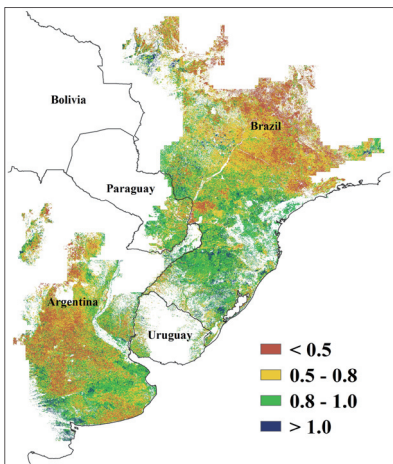 Bolivia
Brazil
Paraguay
Argentina
Uruguay
< 0.5
0.5 - 0.8
0.8 - 1.0
> 1.0